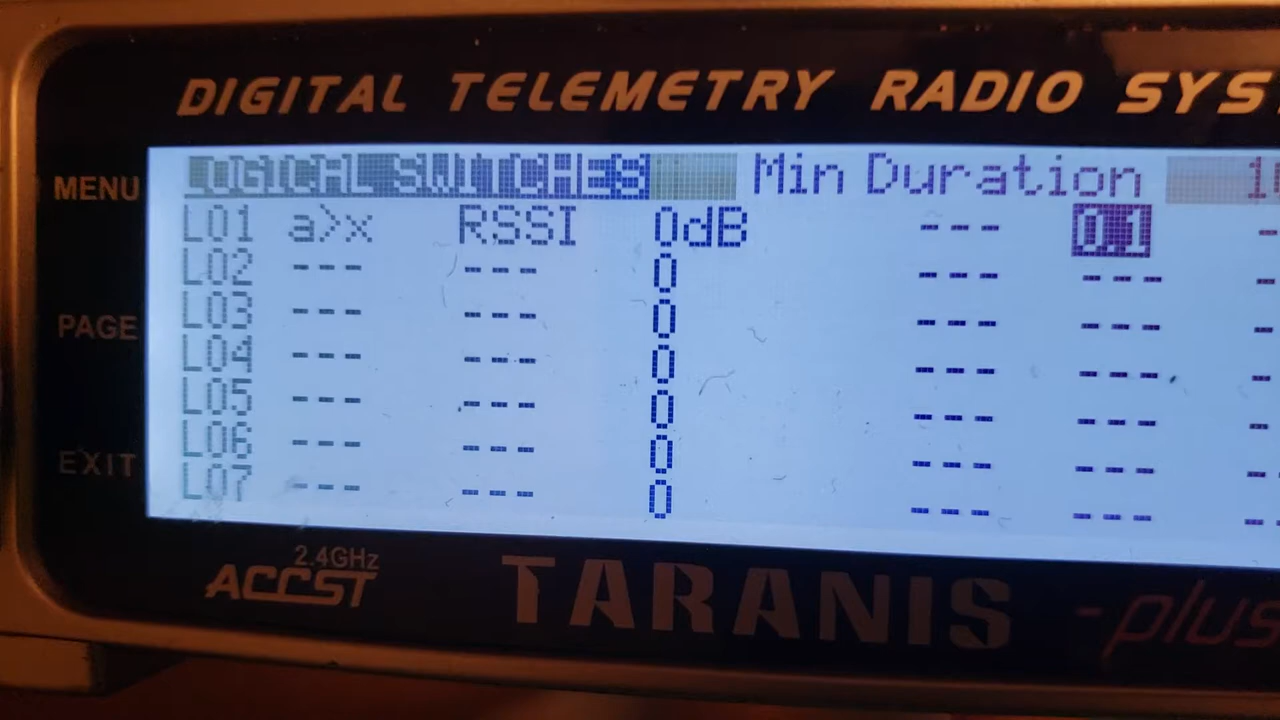 DIGITAL TELEMETRY RADIO SYS
LOGICAL SWITCHES Min Duration
MENU
L01 a>x RSSI 0dB --- 0.1 -
L02 --- --- 0 --- --- -
L03 --- --- 0 --- --- -
PAGE
L04 --- --- 0 --- --- -
L05 --- --- 0 --- --- -
L06 --- --- 0 --- --- -
EXIT
L07 --- --- 0 --- --- -
2.4GHz
ACCST
TARANIS -plus